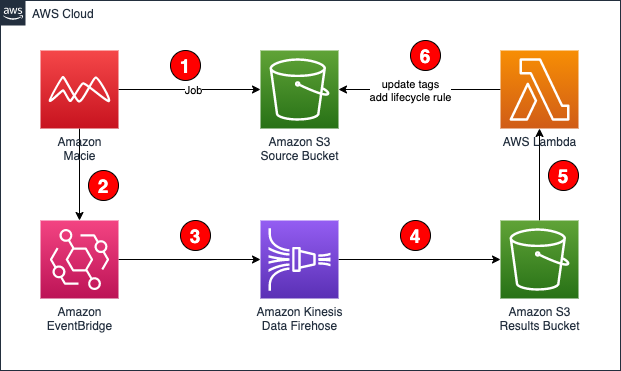 aws
AWS Cloud
1
6
Job
update tags
add lifecycle rule
Amazon
Macie
Amazon S3
Source Bucket
AWS Lambda
2
5
3
4
Amazon
EventBridge
Amazon Kinesis
Data Firehose
Amazon S3
Results Bucket